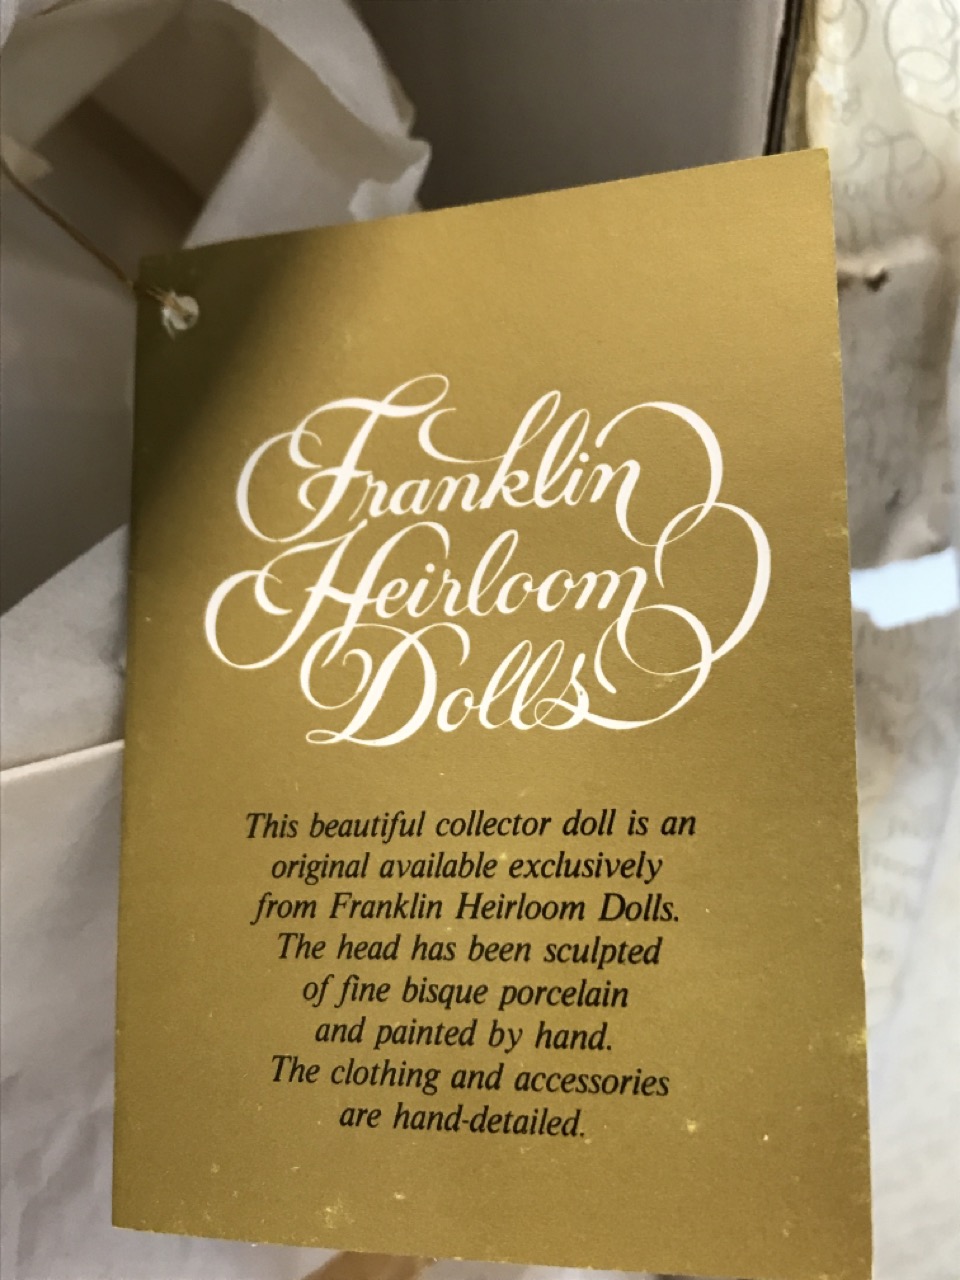 Franklin
Heirloom
Dolls
This beautiful collector doll is an
original available exclusively
from Franklin Heirloom Dolls.
The head has been sculpted
of fine bisque porcelain
and painted by hand.
The clothing and accessories
are hand-detailed.